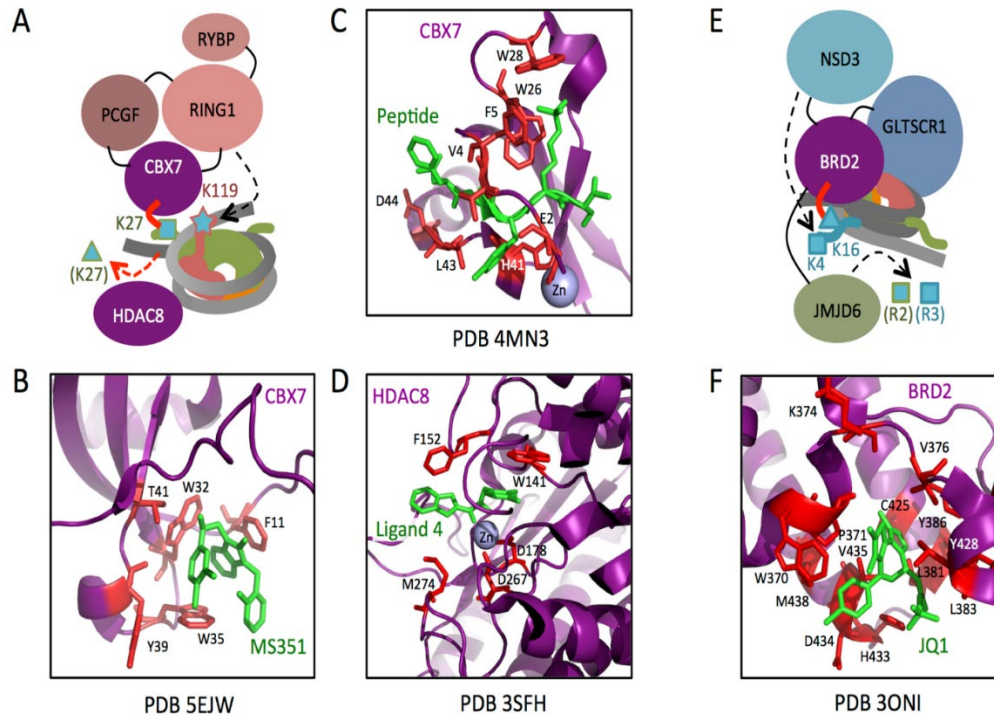 A
RYBP
PCGF
RING1
CBX7
K119
K27
(K27)
HDAC8
B
CBX7
T41
W32
F11
Y39
W35
MS351
PDB 5EJW
C
CBX7
W28
W26
Peptide
F5
V4
D44
E2
L43
H41
Zn
PDB 4MN3
D
HDAC8
F152
W141
Ligand 4
Zn
D178
M274
D267
PDB 3SFH
E
NSD3
GLTSCR1
BRD2
K16
K4
JMJD6
(R2) (R3)
F
BRD2
K374
V376
C425
P371
Y386
Y428
V435
W370
L381
M438
L383
D434
H433
JQ1
PDB 3ONI